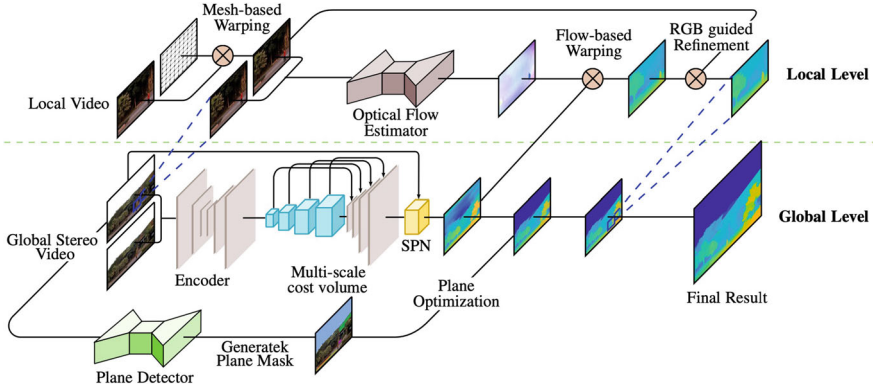 Mesh-based
Warping
Flow-based
Warping
RGB guided
Refinement
Local Video
Optical Flow
Estimator
Local Level
Global Stereo
Video
Encoder
Multi-scale
cost volume
SPN
Plane
Optimization
Global Level
Final Result
Plane Detector
Generatek
Plane Mask